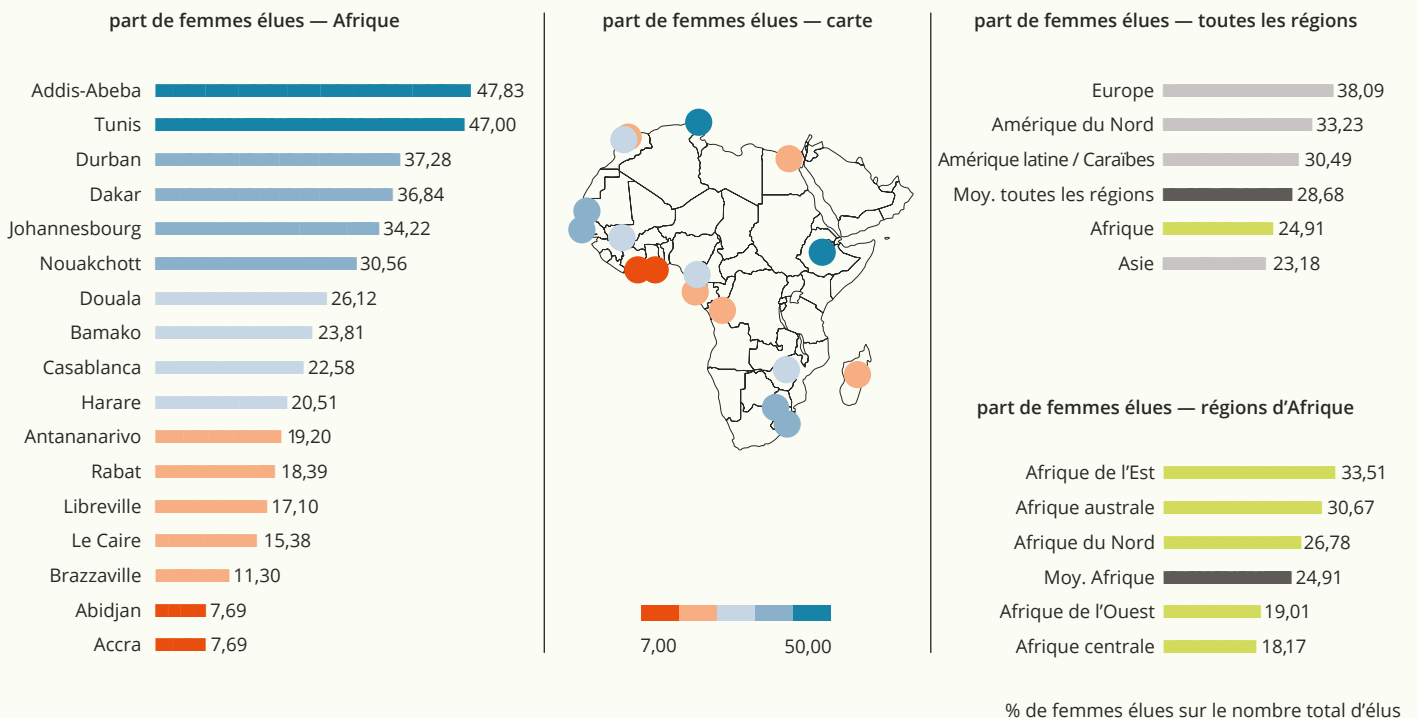 part de femmes élues — Afrique
Addis-Abeba 47,83
Tunis 47,00
Durban 37,28
Dakar 36,84
Johannesbourg 34,22
Nouakchott 30,56
Douala 26,12
Bamako 23,81
Casablanca 22,58
Harare 20,51
Antananarivo 19,20
Rabat 18,39
Libreville 17,10
Le Caire 15,38
Brazzaville 11,30
Abidjan 7,69
Accra 7,69
part de femmes élues — carte
7,00 50,00
part de femmes élues — toutes les régions
Europe 38,09
Amérique du Nord 33,23
Amérique latine / Caraïbes 30,49
Moy. toutes les régions 28,68
Afrique 24,91
Asie 23,18
part de femmes élues — régions d’Afrique
Afrique de l’Est 33,51
Afrique australe 30,67
Afrique du Nord 26,78
Moy. Afrique 24,91
Afrique de l’Ouest 19,01
Afrique centrale 18,17
% de femmes élues sur le nombre total d’élus